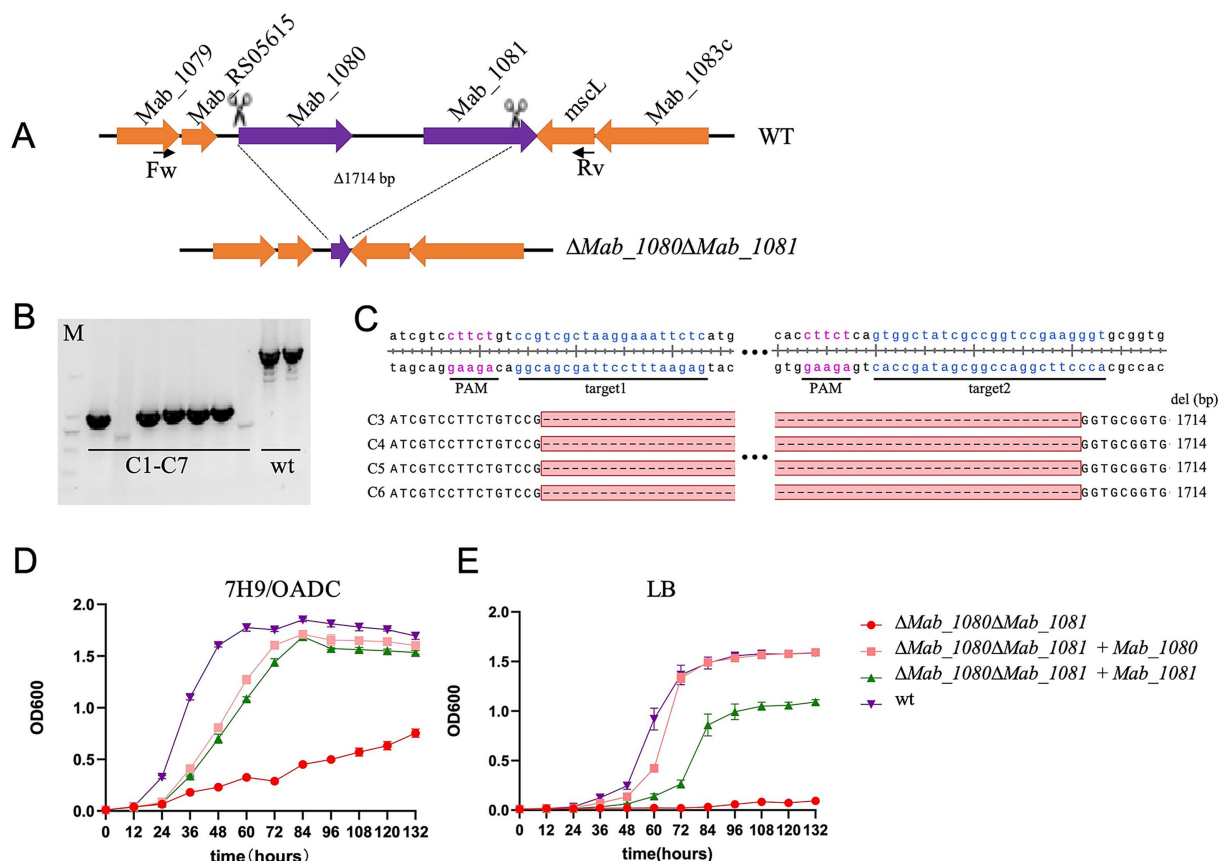 A
Mab_1079
Mab_RS05615
Mab_1080
Mab_1081
mscL
Mab_1083c
WT
Fw
Rv
Δ1714 bp
ΔMab_1080ΔMab_1081
B
M
C1-C7
wt
C
atcgtccttctgtccgtcgctaaggaaattctcatg
caccttctcagtggctatcgccggtccgaagggtgcggtg
tagcaggaagacaggcagcgattcctttaagagtac
gtggaagagtcaccgatagcggccaggcttcccacgccac
PAM
target1
PAM
target2
del (bp)
C3 ATCGTCCTTCTGTCCG GGTGCGGTG 1714
C4 ATCGTCCTTCTGTCCG GGTGCGGTG 1714
C5 ATCGTCCTTCTGTCCG GGTGCGGTG 1714
C6 ATCGTCCTTCTGTCCG GGTGCGGTG 1714
D
7H9/OADC
OD600
2.0
1.5
1.0
0.5
0.0
0 12 24 36 48 60 72 84 96 108 120 132
time(hours)
E
LB
OD600
2.0
1.5
1.0
0.5
0.0
0 12 24 36 48 60 72 84 96 108 120 132
time(hours)
ΔMab_1080ΔMab_1081
ΔMab_1080ΔMab_1081 + Mab_1080
ΔMab_1080ΔMab_1081 + Mab_1081
wt